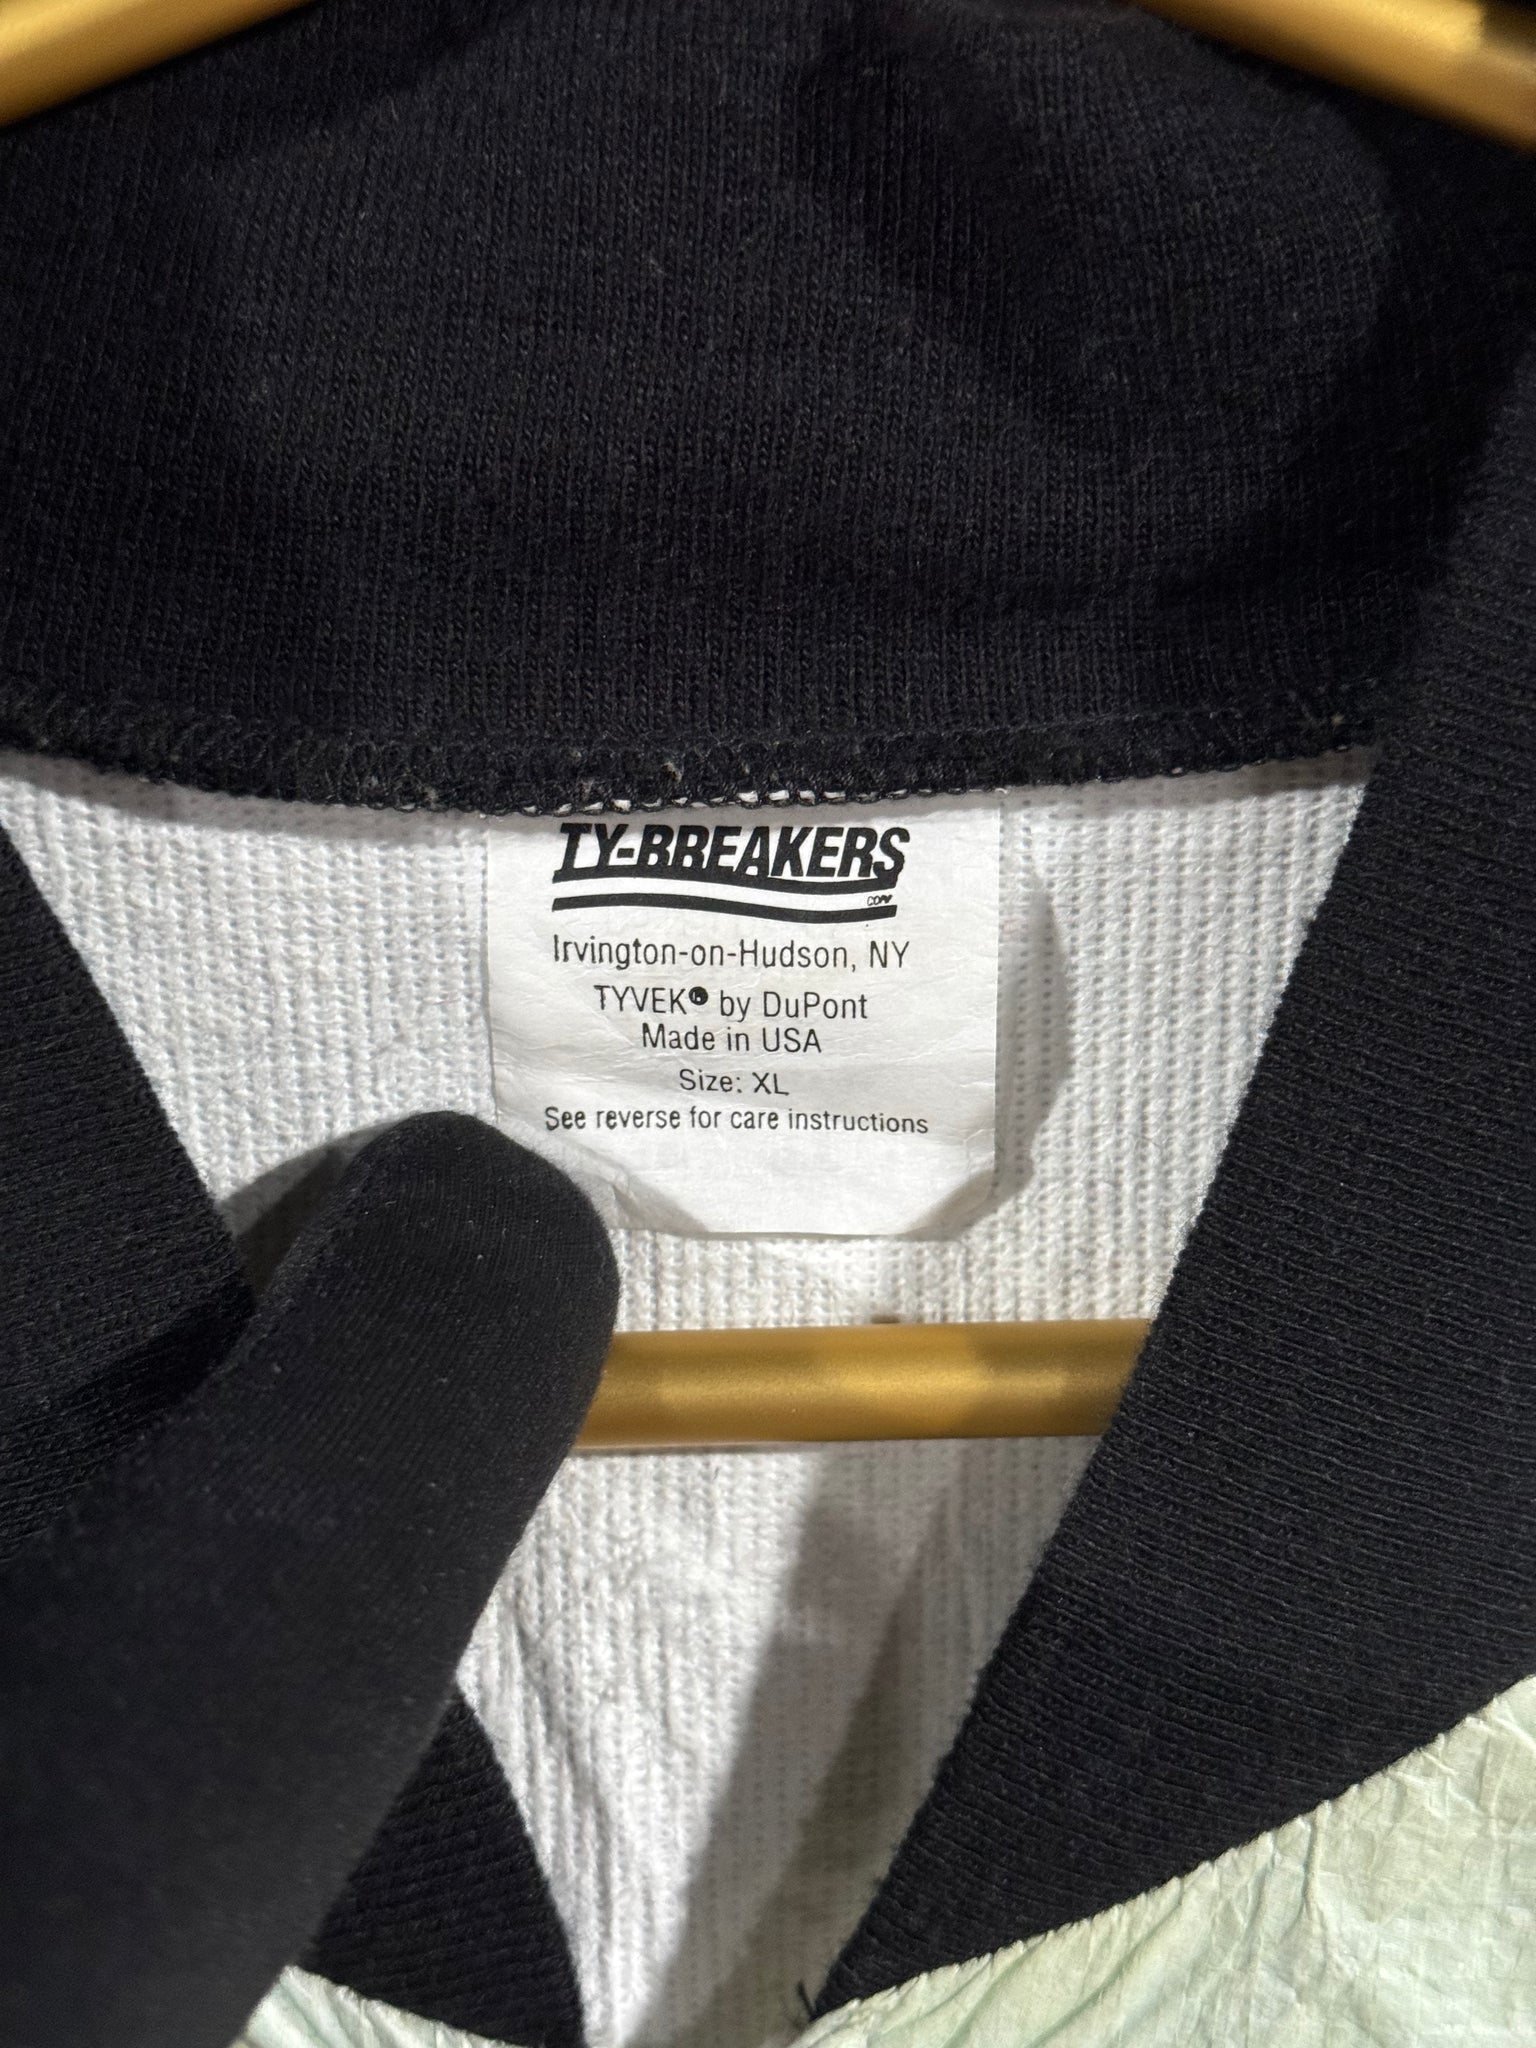 TY-BREAKERS
CORP
Irvington-on-Hudson, NY
TYVEK® by DuPont
Made in USA
Size: XL
See reverse for care instructions